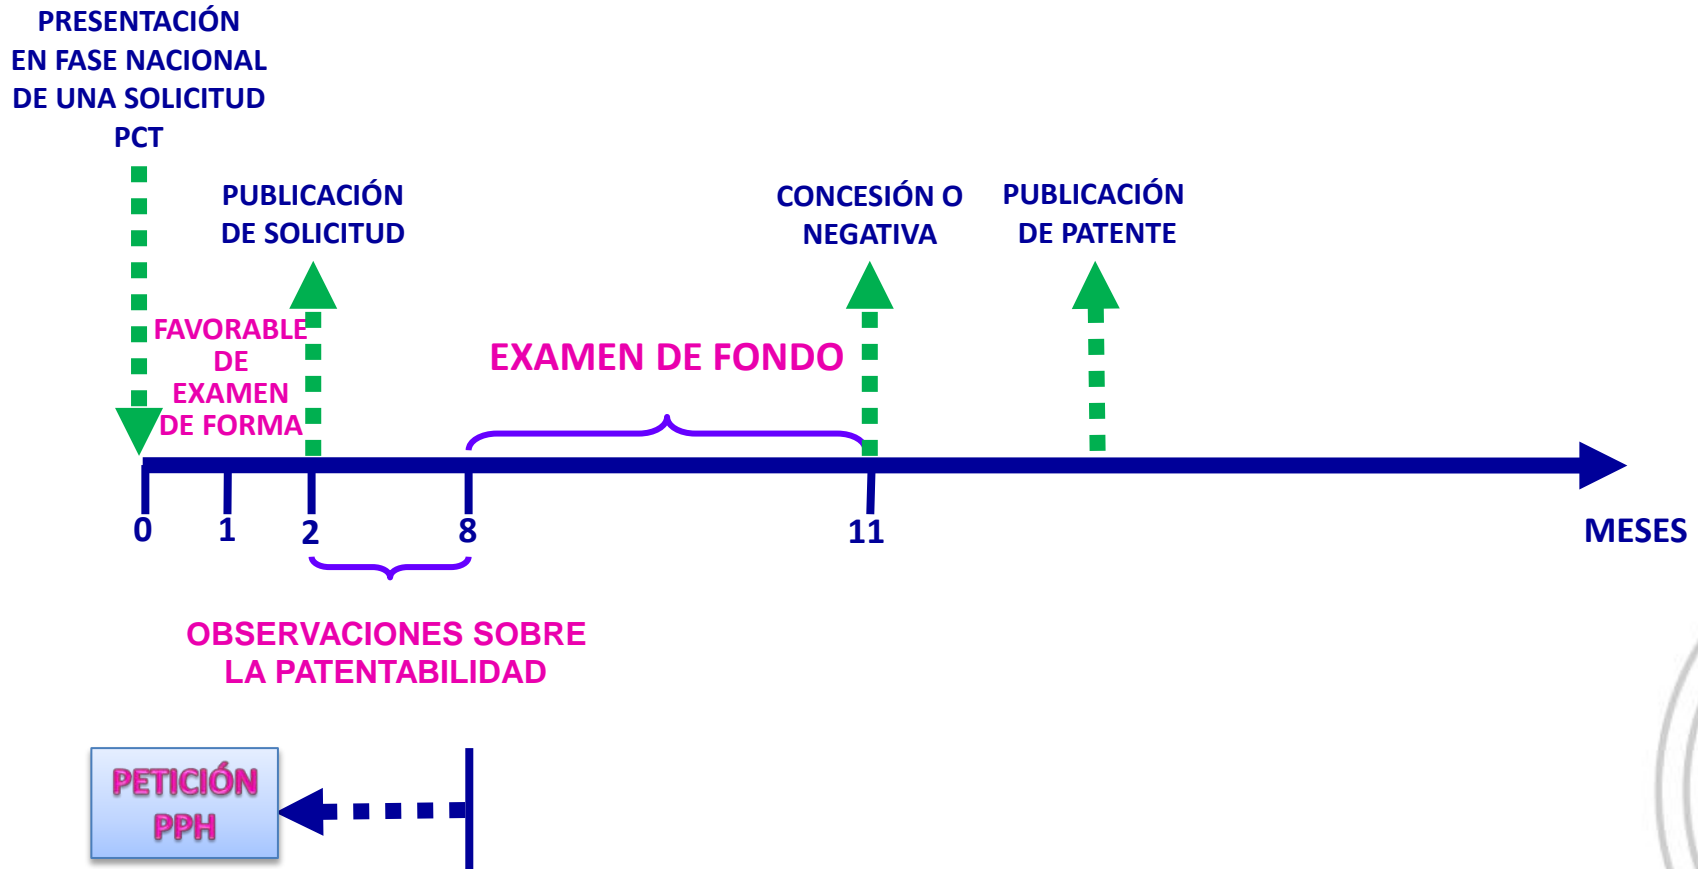 PRESENTACIÓN
EN FASE NACIONAL
DE UNA SOLICITUD
PCT
PUBLICACIÓN
DE SOLICITUD
CONCESIÓN O
NEGATIVA
PUBLICACIÓN
DE PATENTE
FAVORABLE
DE
EXAMEN
DE FORMA
EXAMEN DE FONDO
0
1
2
8
11
MESES
OBSERVACIONES SOBRE
LA PATENTABILIDAD
PETICIÓN
PPH